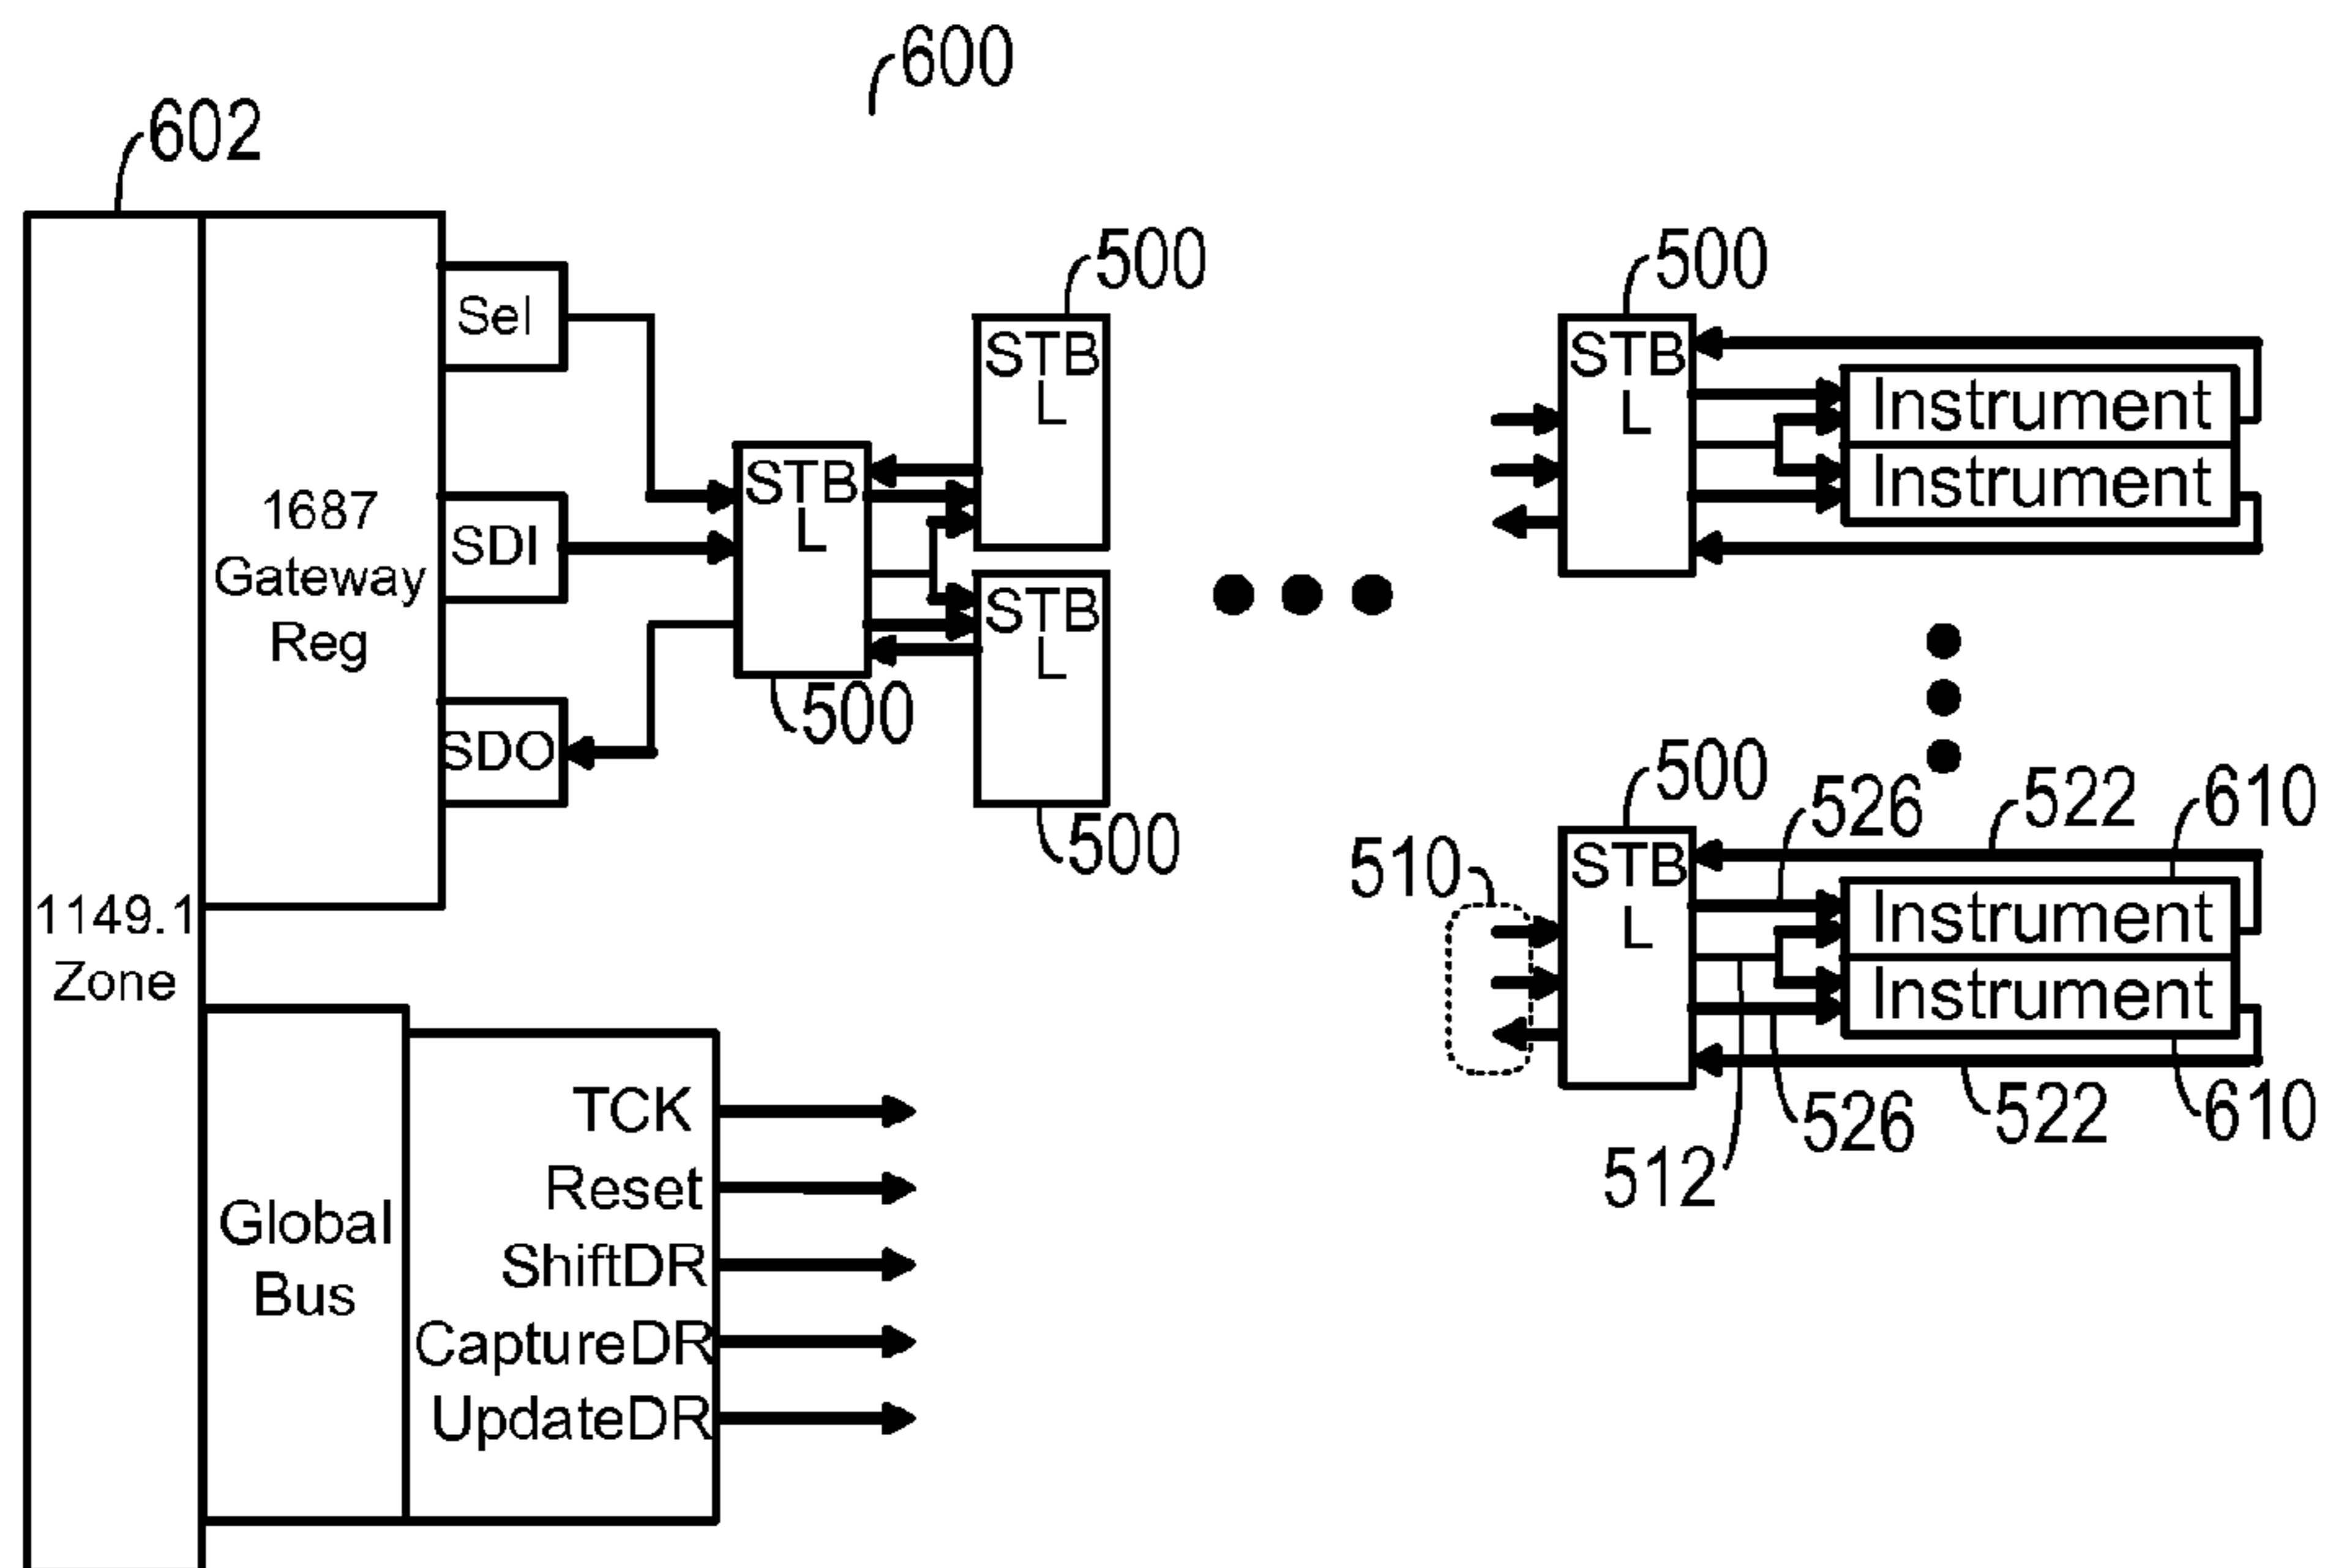 600
602
500
500
Sel
STB
L
STB
L
Instrument
Instrument
STB
L
1687
Gateway
Reg
SDI
STB
L
SDO
500
500
500
526
522
610
510
STB
L
Instrument
Instrument
1149.1
Zone
512
526
522
610
TCK
Reset
ShiftDR
CaptureDR
UpdateDR
Global
Bus